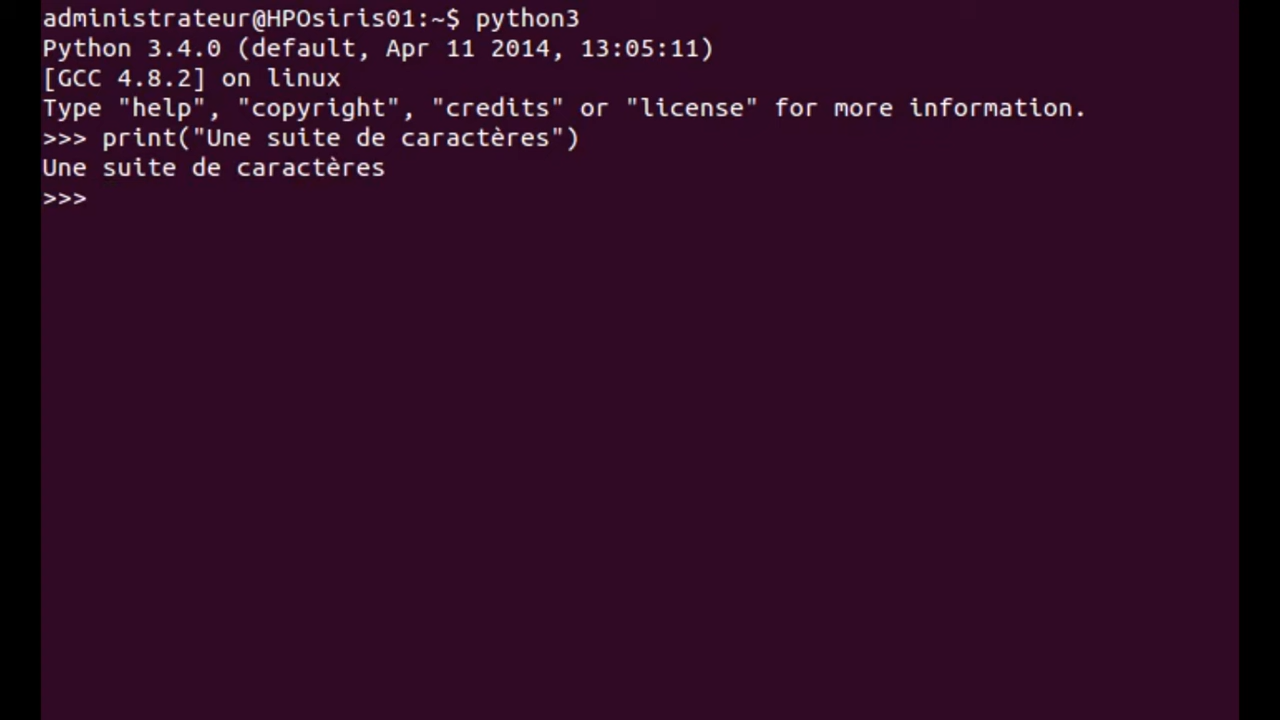 administrateur@HPOsiris01:~$ python3
Python 3.4.0 (default, Apr 11 2014, 13:05:11)
[GCC 4.8.2] on linux
Type "help", "copyright", "credits" or "license" for more information.
>>> print("Une suite de caractères")
Une suite de caractères
>>>